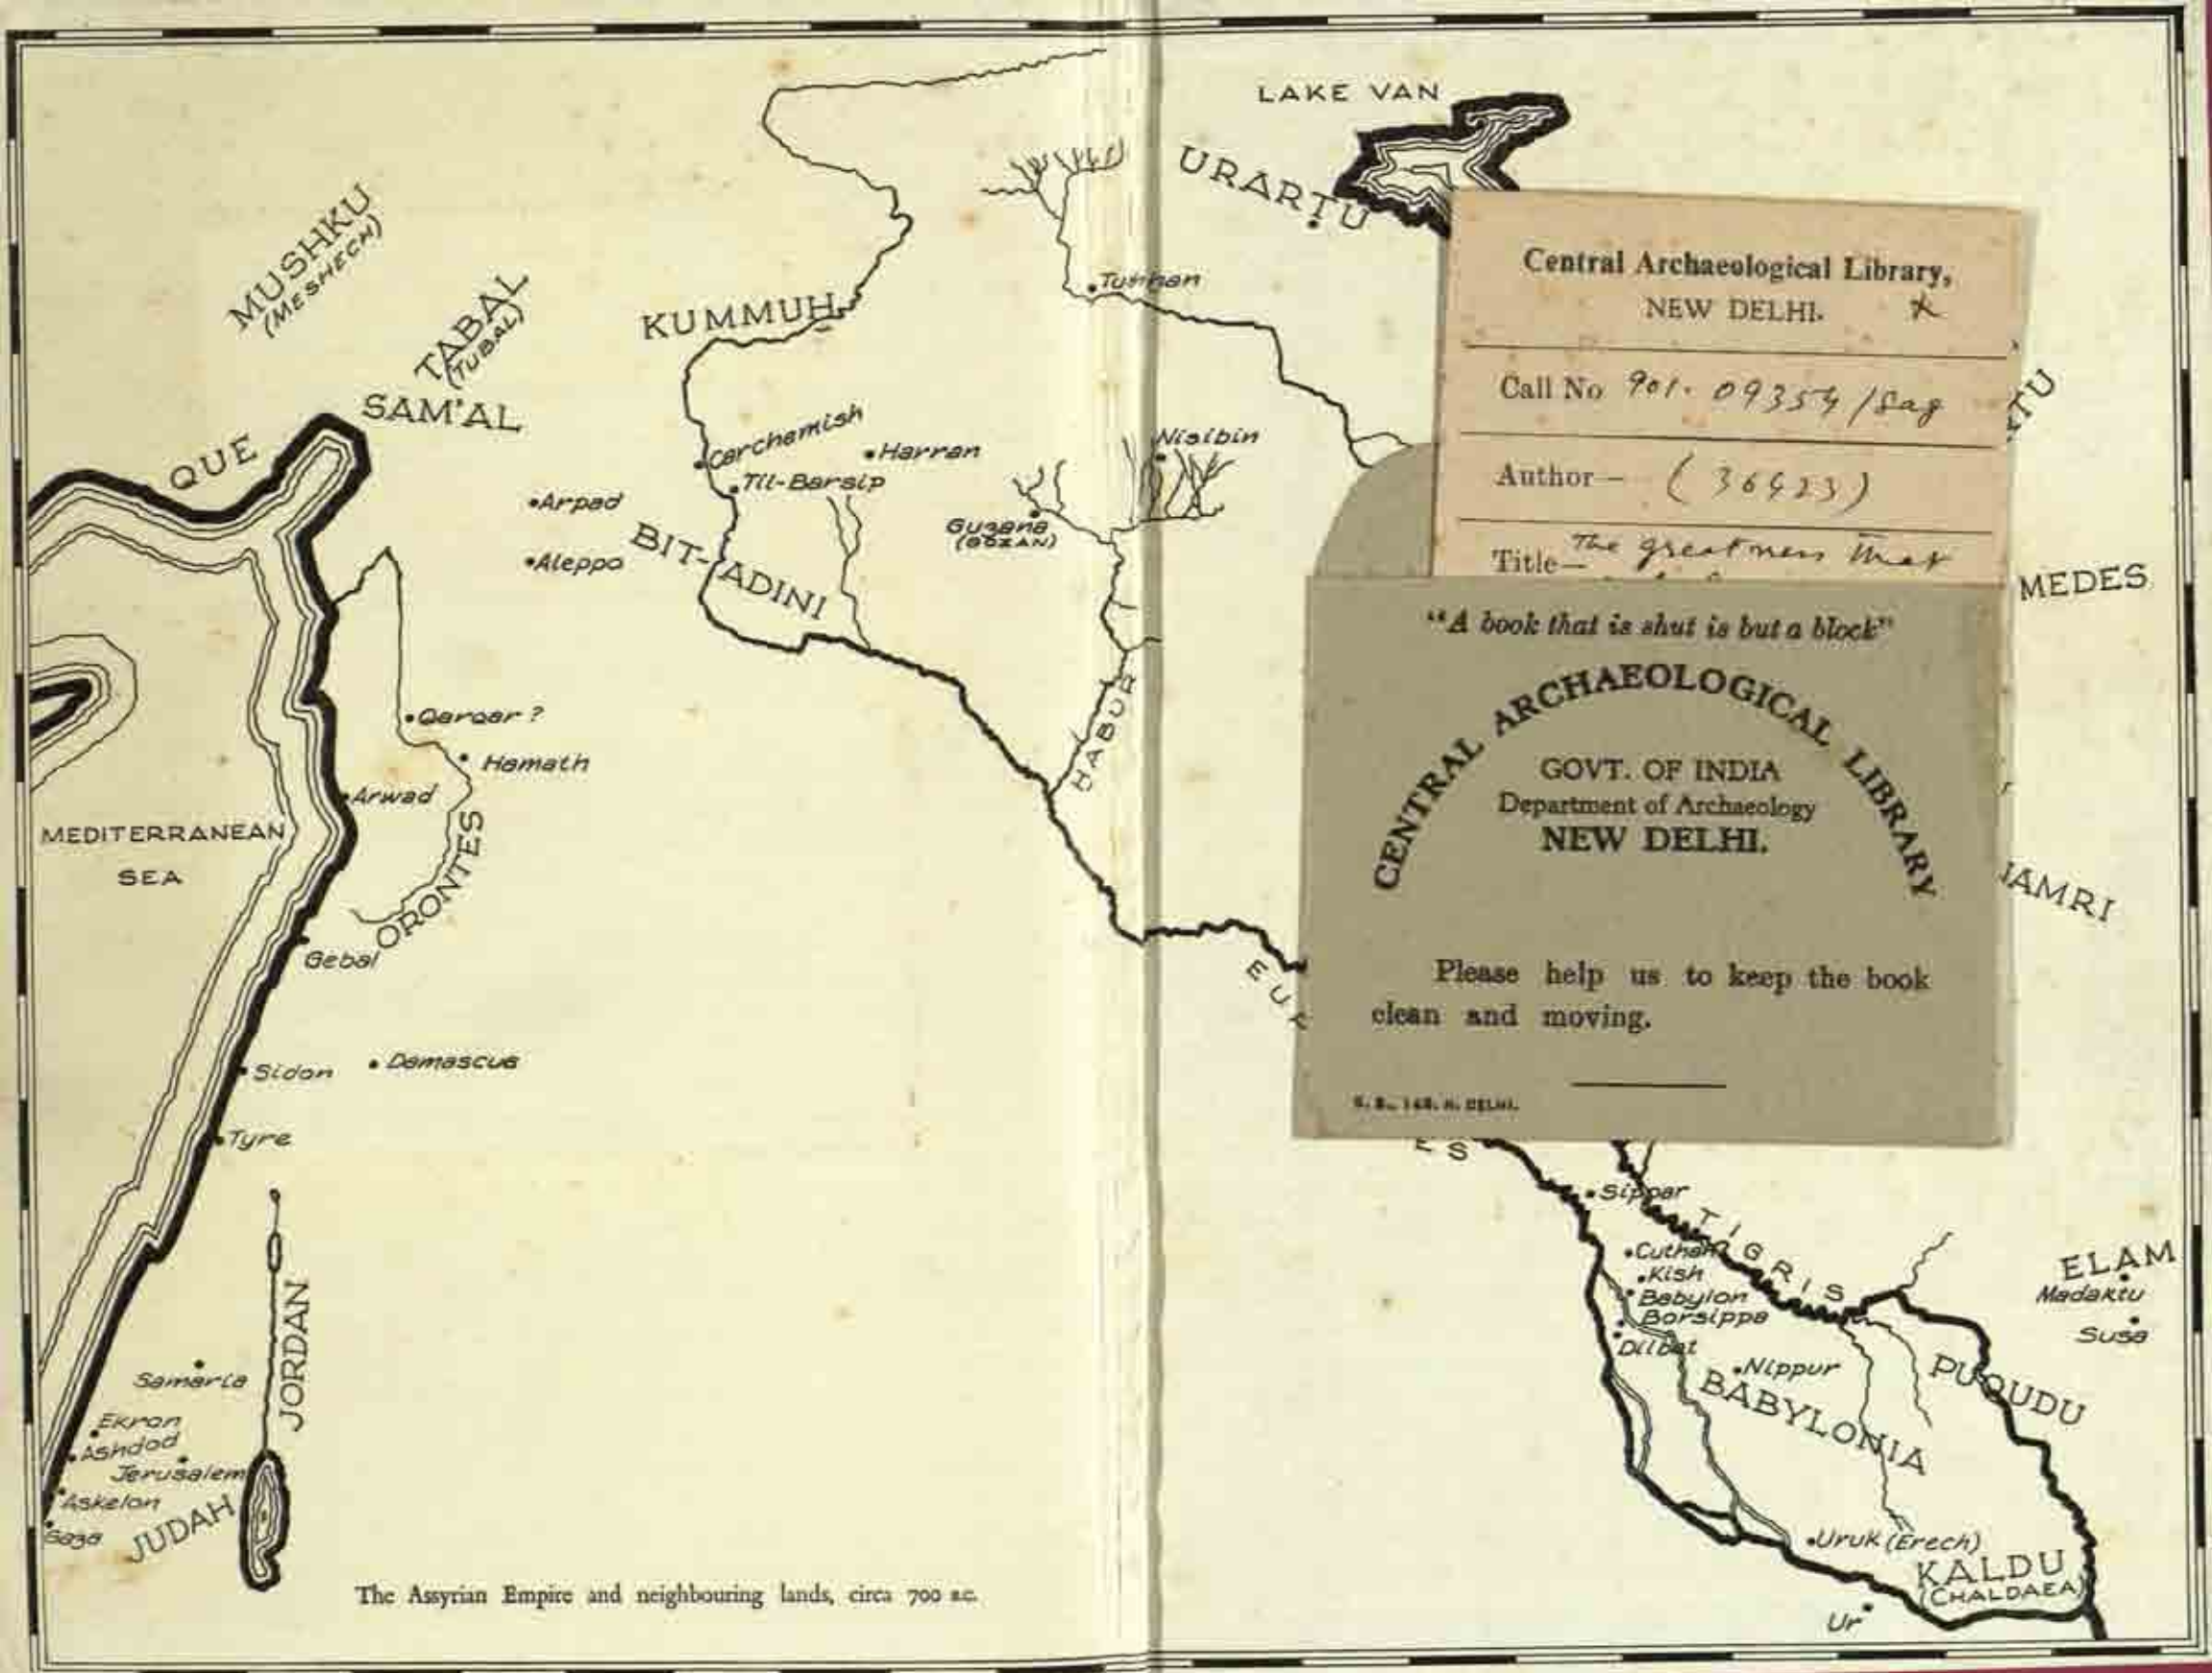 LAKE VAN
URARTU
MUSHKU
(MESHECH)
TABAL
(TUBAL)
KUMMUH
SAM'AL
QUE
Carchemish
Harran
Nisibin
Til-Barsip
Arpad
Guzana
(GOZAN)
BIT-ADINI
Aleppo
HABUR
Qarqar ?
Hamath
Arwad
MEDITERRANEAN
SEA
ORONTES
Gebal
Sidon
Damascus
Tyre
JORDAN
Samaria
Ekron
Ashdod
Jerusalem
Askelon
JUDAH
Gaza
The Assyrian Empire and neighbouring lands, circa 700 B.C.
Central Archaeological Library,
NEW DELHI.
Call No 901.09354/Sag
Author— (36423)
Title— The greatness that
"A book that is shut is but a block"
CENTRAL ARCHAEOLOGICAL LIBRARY
GOVT. OF INDIA
Department of Archaeology
NEW DELHI.
Please help us to keep the book
clean and moving.
MEDES
TIGRIS
Sippar
Cuthah
Kish
Babylon
Borsippa
Dilbat
Nippur
BABYLONIA
ELAM
Madaktu
Susa
PUQUDU
Uruk (Erech)
KALDU
(CHALDAEA)
Ur